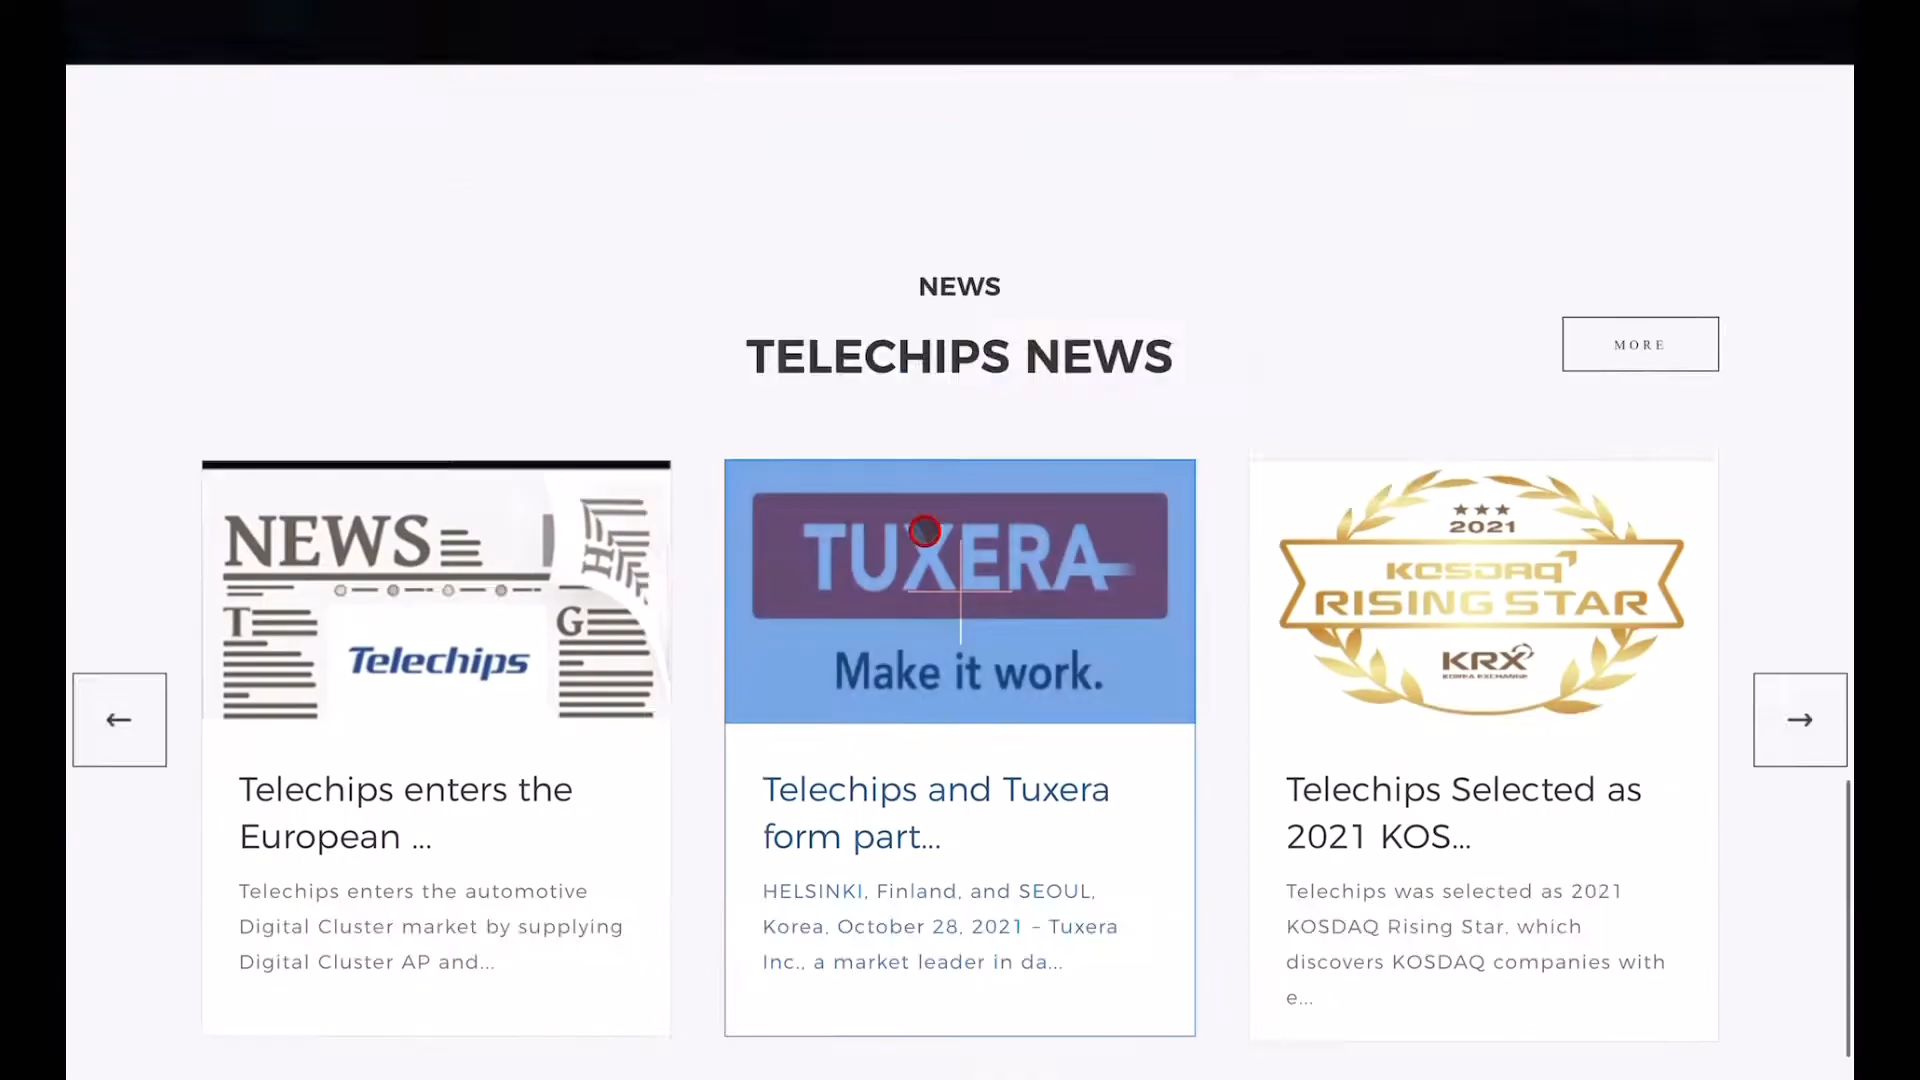 NEWS
TELECHIPS NEWS
MORE
NEWS
H
T
G
Telechips
TUXERA
Make it work.
2021
KOSDAQ
RISING STAR
KRX
KOREA EXCHANGE
←
→
Telechips enters the
European ...
Telechips enters the automotive
Digital Cluster market by supplying
Digital Cluster AP and...
Telechips and Tuxera
form part...
HELSINKI, Finland, and SEOUL,
Korea, October 28, 2021 – Tuxera
Inc., a market leader in da...
Telechips Selected as
2021 KOS...
Telechips was selected as 2021
KOSDAQ Rising Star, which
discovers KOSDAQ companies with
e...